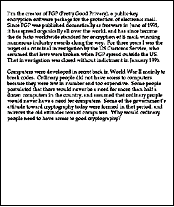 I'm the creator of PGP (Pretty Good Privacy), a public-key
encryption software package for the protection of electronic mail.
Since PGP was published domestically as freeware in June of 1991,
it has spread organically all over the world, and has since become
the de facto worldwide standard for encryption of E-mail, winning
numerous industry awards along the way. For three years I was the
target of a criminal investigation by the US Customs Service, who
assumed that laws were broken when PGP spread outside the US.
That investigation was closed without indictment in January 1996.
Computers were developed in secret back in World War II mainly to
break codes. Ordinary people did not have access to computers,
because they were few in number and too expensive. Some people
postulated that there would never be a need for more than half a
dozen computers in the country, and assumed that ordinary people
would never have a need for computers. Some of the government's
attitude toward cryptography today were formed in that period, and
mirrors the old attitudes toward computers. Why would ordinary
people need to have access to good cryptography?